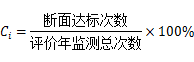 C_i = 断面达标次数 / 评价年监测总次数 × 100%